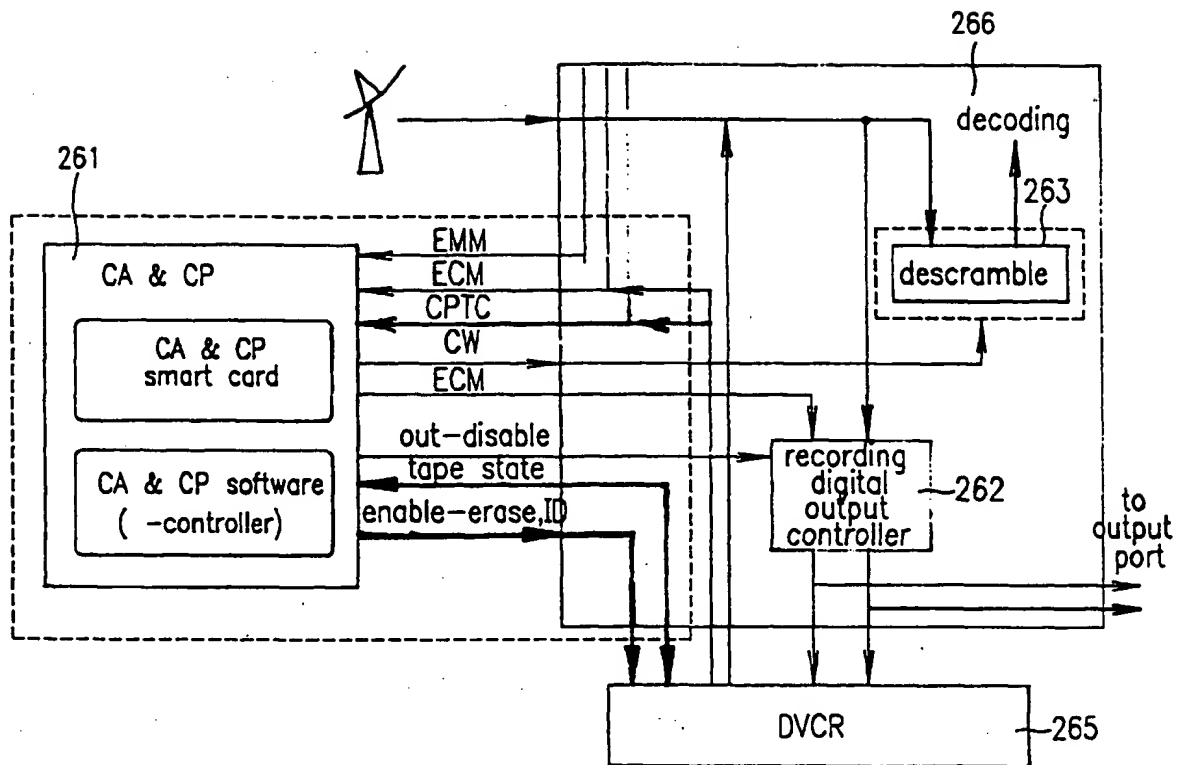 266
decoding
261
263
EMM
CA & CP
ECM
descramble
CPTC
CA & CP
smart card
CW
ECM
out-disable
tape state
recording
digital
output
controller
262
CA & CP software
( -controller)
enable-erase,ID
to
output
port
DVCR
265